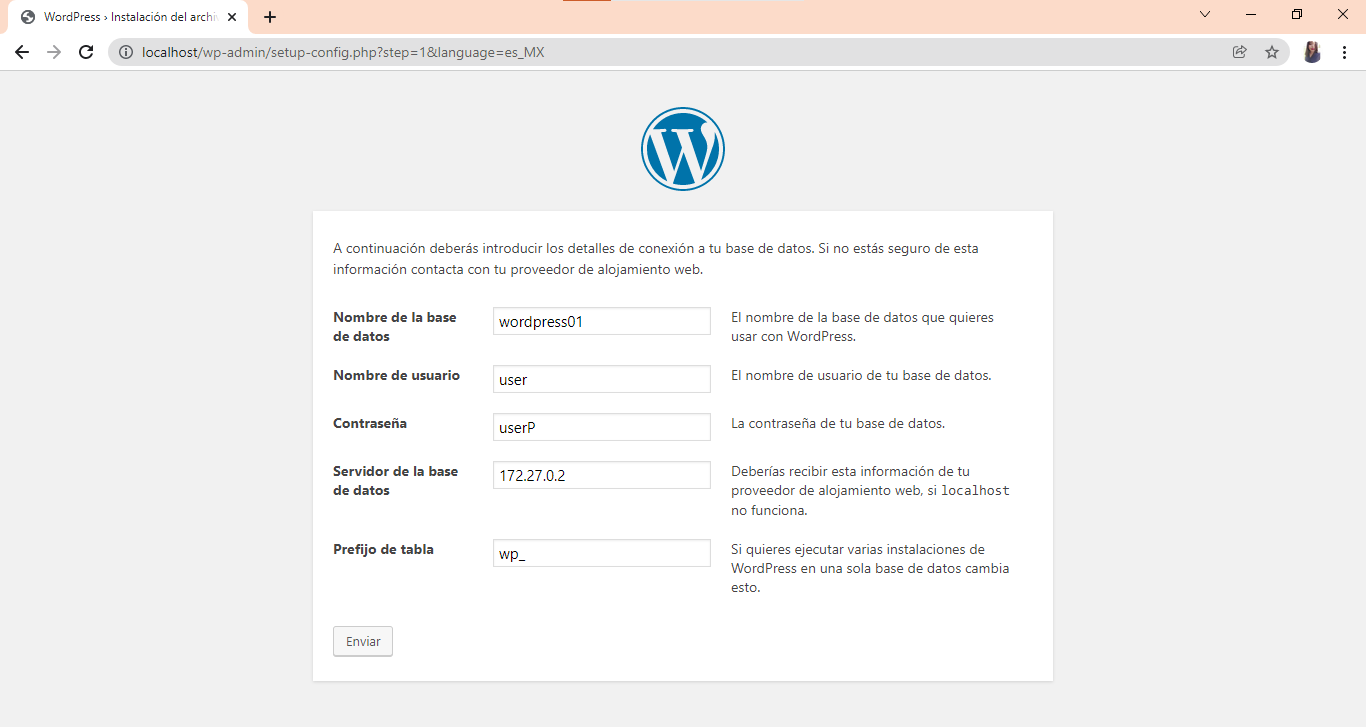 WordPress › Instalación del archi
localhost/wp-admin/setup-config.php?step=1&language=es_MX
A continuación deberás introducir los detalles de conexión a tu base de datos. Si no estás seguro de esta
información contacta con tu proveedor de alojamiento web.
Nombre de la base
de datos
wordpress01
El nombre de la base de datos que quieres
usar con WordPress.
Nombre de usuario
user
El nombre de usuario de tu base de datos.
Contraseña
userP
La contraseña de tu base de datos.
Servidor de la base
de datos
172.27.0.2
Deberías recibir esta información de tu
proveedor de alojamiento web, si localhost
no funciona.
Prefijo de tabla
wp_
Si quieres ejecutar varias instalaciones de
WordPress en una sola base de datos cambia
esto.
Enviar